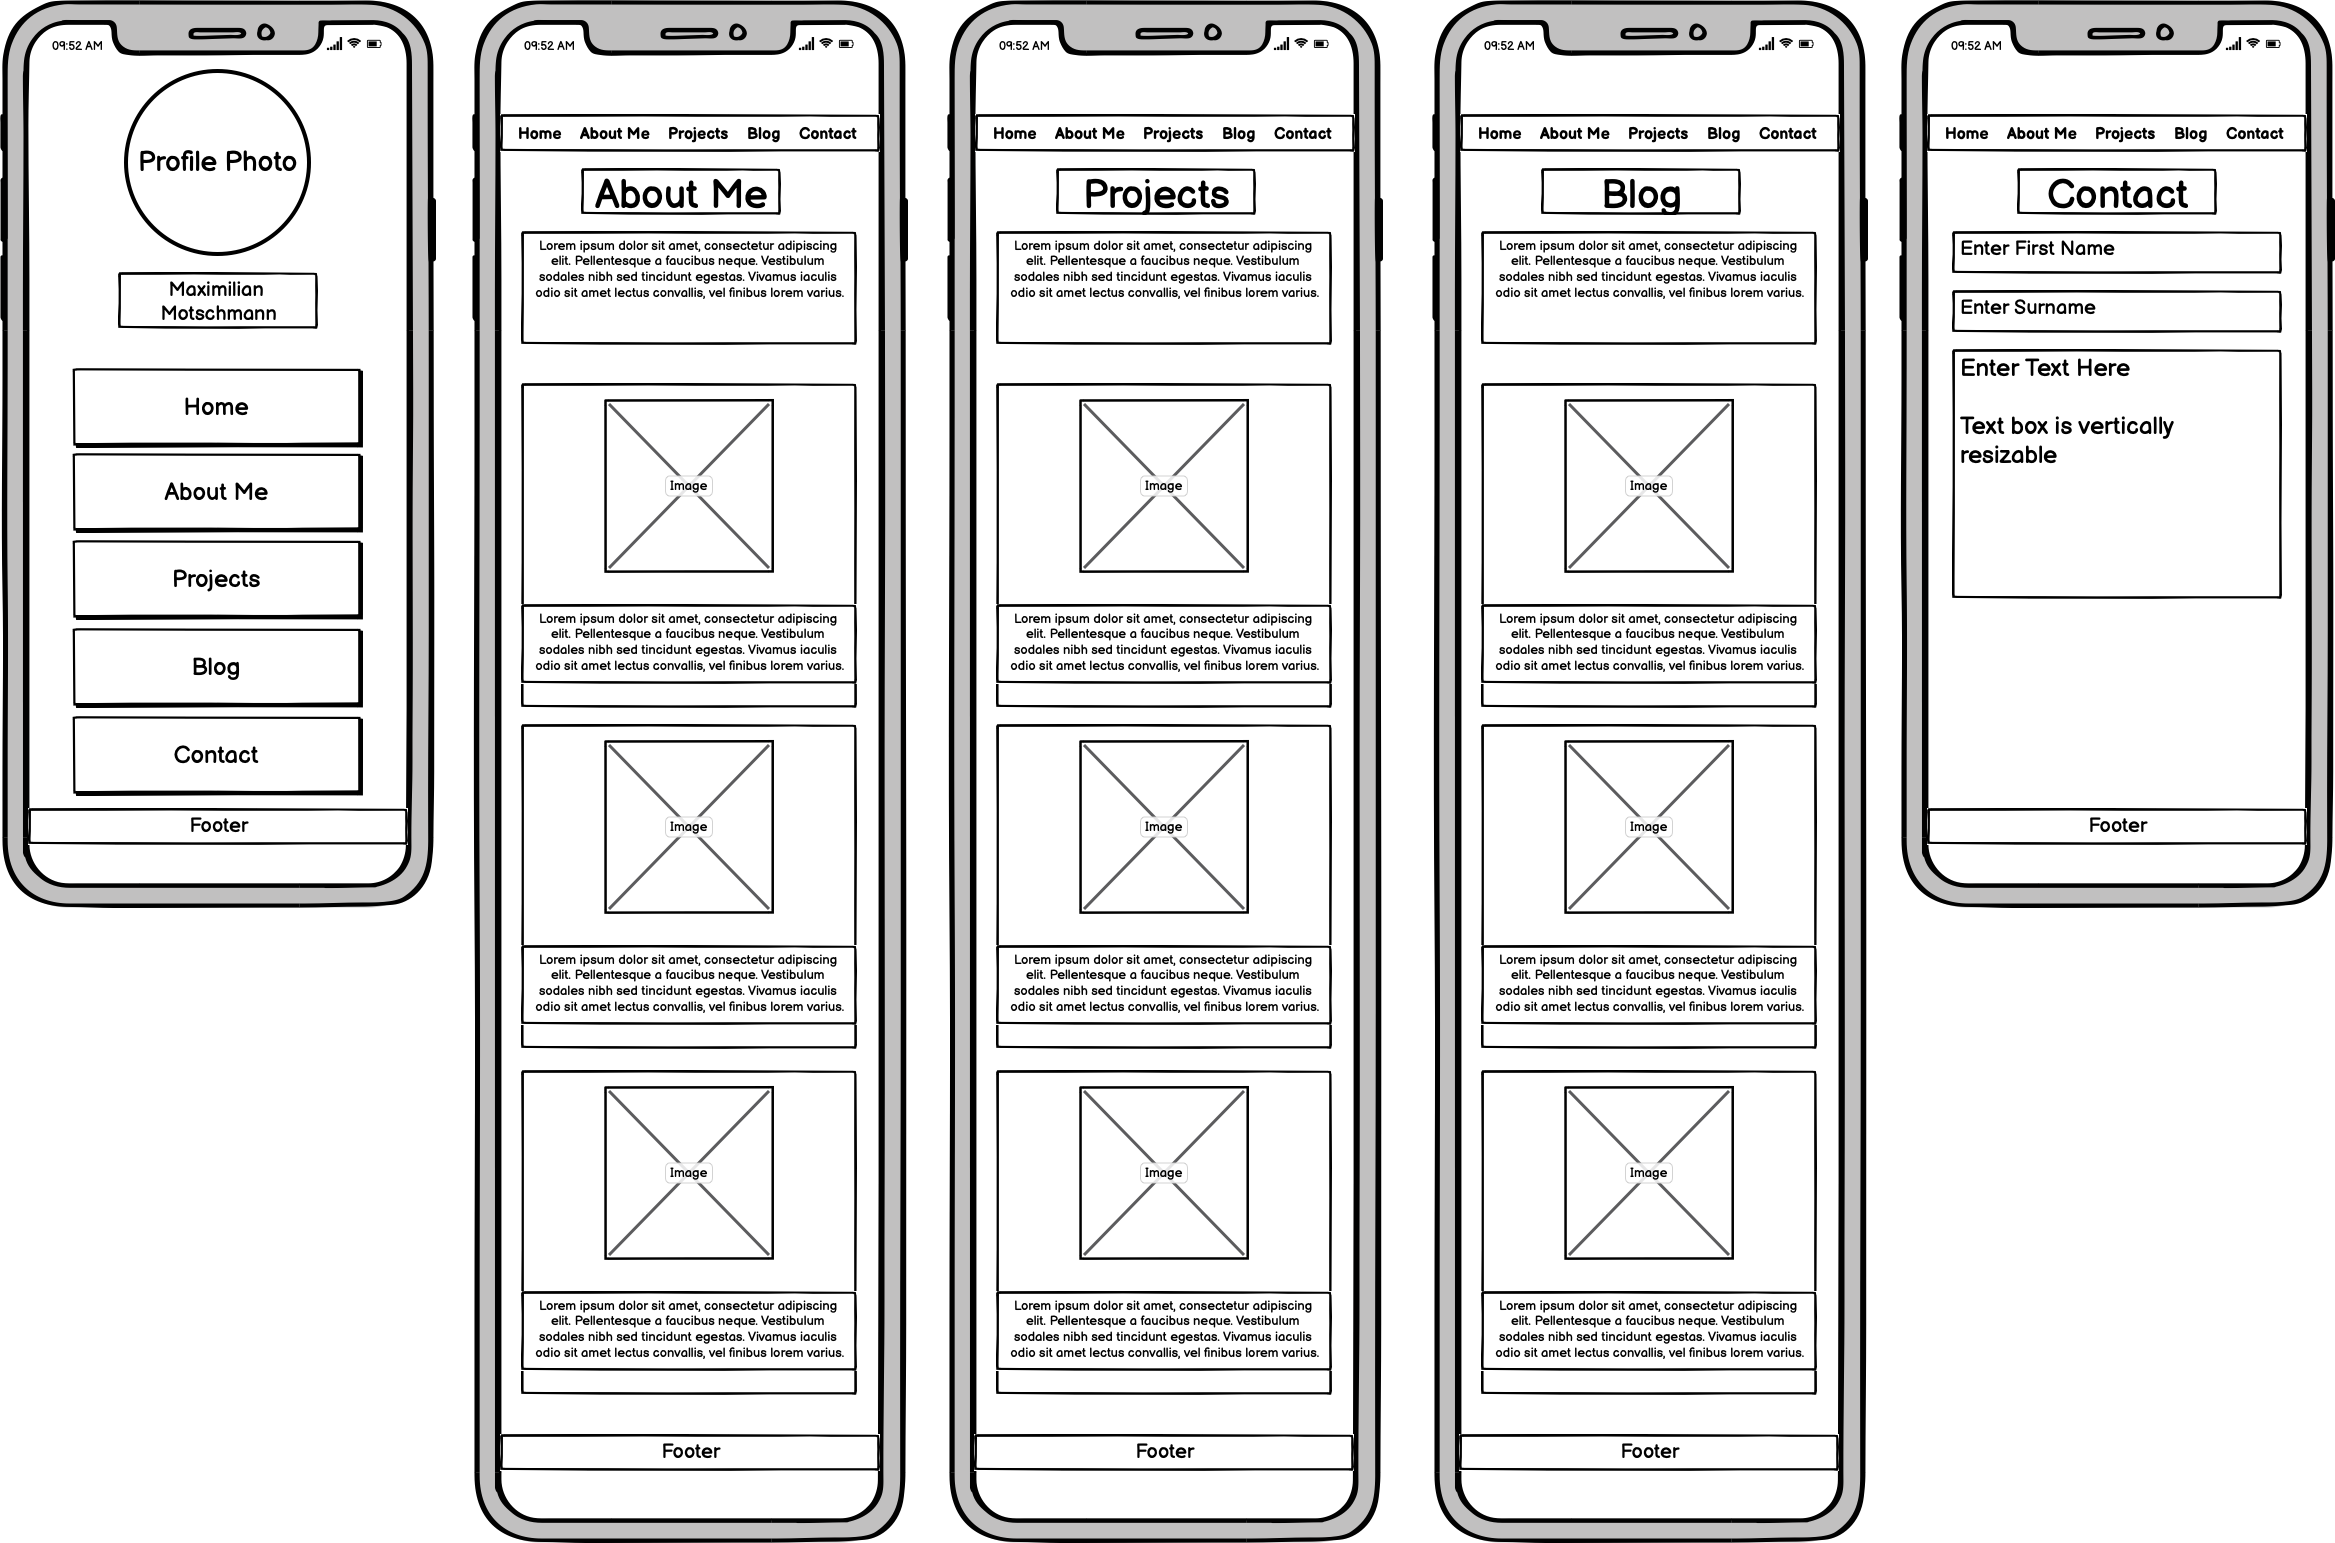 09:52 AM
Profile Photo
Maximilian
Motschmann
Home
About Me
Projects
Blog
Contact
Footer
09:52 AM
Home About Me Projects Blog Contact
About Me
Lorem ipsum dolor sit amet, consectetur adipiscing
elit. Pellentesque a faucibus neque. Vestibulum
sodales nibh sed tincidunt egestas. Vivamus iaculis
odio sit amet lectus convallis, vel finibus lorem varius.
Image
Lorem ipsum dolor sit amet, consectetur adipiscing
elit. Pellentesque a faucibus neque. Vestibulum
sodales nibh sed tincidunt egestas. Vivamus iaculis
odio sit amet lectus convallis, vel finibus lorem varius.
Image
Lorem ipsum dolor sit amet, consectetur adipiscing
elit. Pellentesque a faucibus neque. Vestibulum
sodales nibh sed tincidunt egestas. Vivamus iaculis
odio sit amet lectus convallis, vel finibus lorem varius.
Image
Lorem ipsum dolor sit amet, consectetur adipiscing
elit. Pellentesque a faucibus neque. Vestibulum
sodales nibh sed tincidunt egestas. Vivamus iaculis
odio sit amet lectus convallis, vel finibus lorem varius.
Footer
09:52 AM
Home About Me Projects Blog Contact
Projects
Lorem ipsum dolor sit amet, consectetur adipiscing
elit. Pellentesque a faucibus neque. Vestibulum
sodales nibh sed tincidunt egestas. Vivamus iaculis
odio sit amet lectus convallis, vel finibus lorem varius.
Image
Lorem ipsum dolor sit amet, consectetur adipiscing
elit. Pellentesque a faucibus neque. Vestibulum
sodales nibh sed tincidunt egestas. Vivamus iaculis
odio sit amet lectus convallis, vel finibus lorem varius.
Image
Lorem ipsum dolor sit amet, consectetur adipiscing
elit. Pellentesque a faucibus neque. Vestibulum
sodales nibh sed tincidunt egestas. Vivamus iaculis
odio sit amet lectus convallis, vel finibus lorem varius.
Image
Lorem ipsum dolor sit amet, consectetur adipiscing
elit. Pellentesque a faucibus neque. Vestibulum
sodales nibh sed tincidunt egestas. Vivamus iaculis
odio sit amet lectus convallis, vel finibus lorem varius.
Footer
09:52 AM
Home About Me Projects Blog Contact
Blog
Lorem ipsum dolor sit amet, consectetur adipiscing
elit. Pellentesque a faucibus neque. Vestibulum
sodales nibh sed tincidunt egestas. Vivamus iaculis
odio sit amet lectus convallis, vel finibus lorem varius.
Image
Lorem ipsum dolor sit amet, consectetur adipiscing
elit. Pellentesque a faucibus neque. Vestibulum
sodales nibh sed tincidunt egestas. Vivamus iaculis
odio sit amet lectus convallis, vel finibus lorem varius.
Image
Lorem ipsum dolor sit amet, consectetur adipiscing
elit. Pellentesque a faucibus neque. Vestibulum
sodales nibh sed tincidunt egestas. Vivamus iaculis
odio sit amet lectus convallis, vel finibus lorem varius.
Image
Lorem ipsum dolor sit amet, consectetur adipiscing
elit. Pellentesque a faucibus neque. Vestibulum
sodales nibh sed tincidunt egestas. Vivamus iaculis
odio sit amet lectus convallis, vel finibus lorem varius.
Footer
09:52 AM
Home About Me Projects Blog Contact
Contact
Enter First Name
Enter Surname
Enter Text Here
Text box is vertically
resizable
Footer